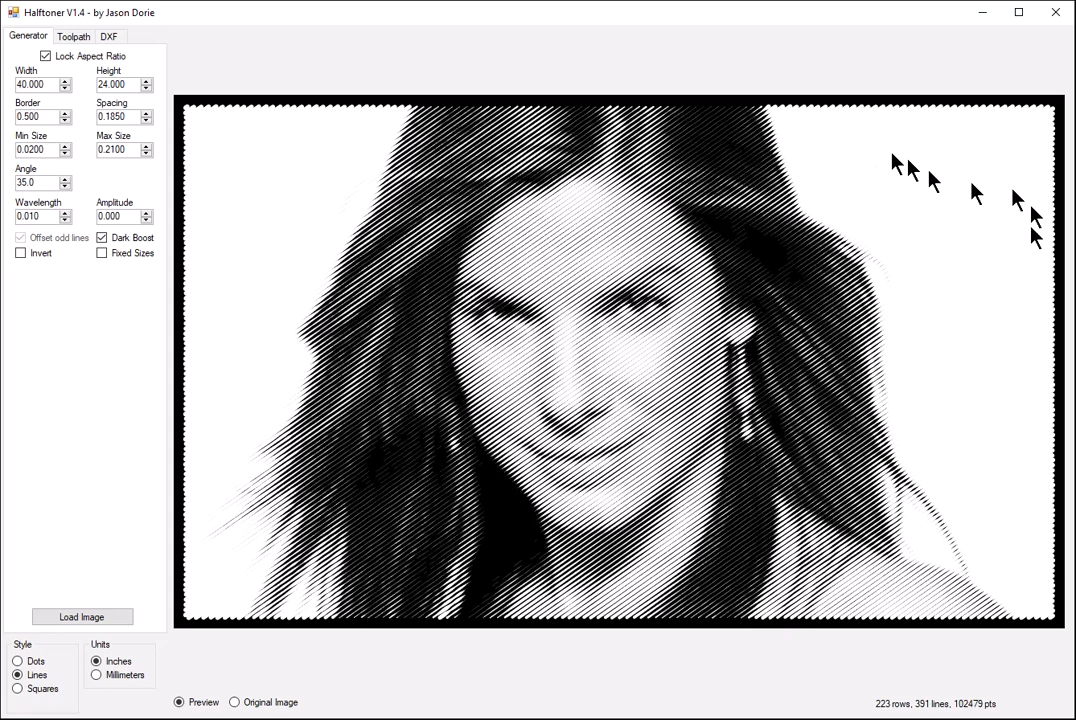 Halftoner V1.4 - by Jason Dorie
Generator Toolpath DXF
Lock Aspect Ratio
Width Height
40.000 24.000
Border Spacing
0.500 0.1850
Min Size Max Size
0.0200 0.2100
Angle
35.0
Wavelength Amplitude
0.010 0.000
Offset odd lines Dark Boost
Invert Fixed Sizes
Load Image
Style Units
Dots Inches
Lines Millimeters
Squares
Preview Original Image
223 rows, 391 lines, 102479 pts